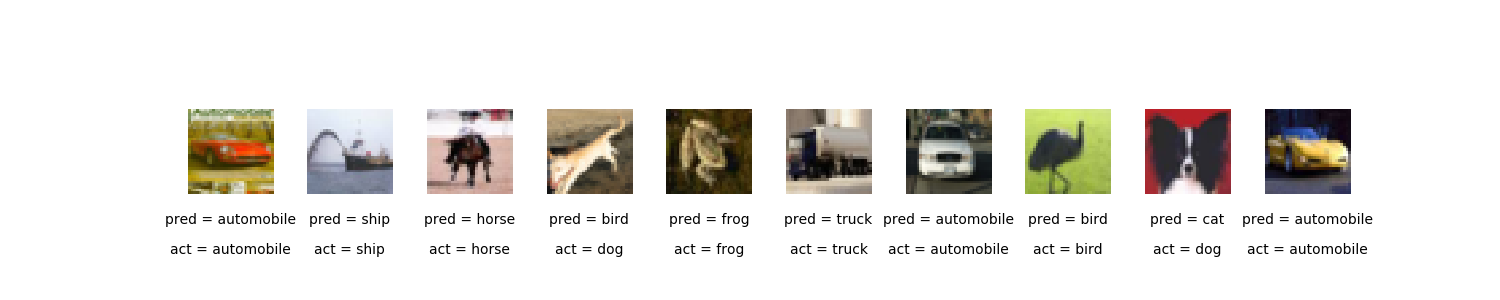 pred = automobile pred = ship pred = horse pred = bird pred = frog pred = truck pred = automobile pred = bird pred = cat pred = automobile
act = automobile act = ship act = horse act = dog act = frog act = truck act = automobile act = bird act = dog act = automobile